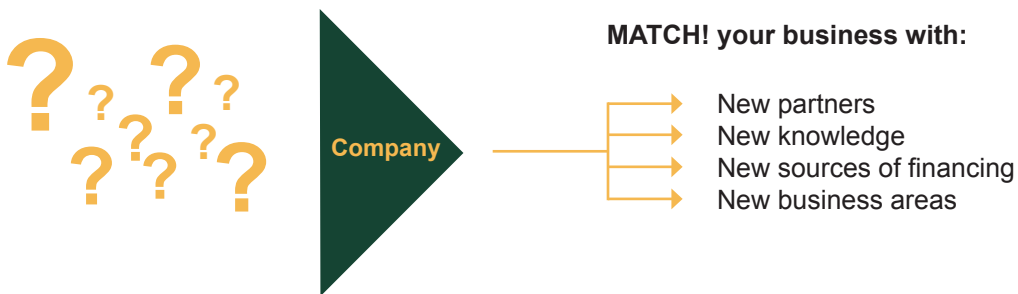 ? ? ? ? ? ? ? ? ?
Company
MATCH! your business with:
New partners
New knowledge
New sources of financing
New business areas